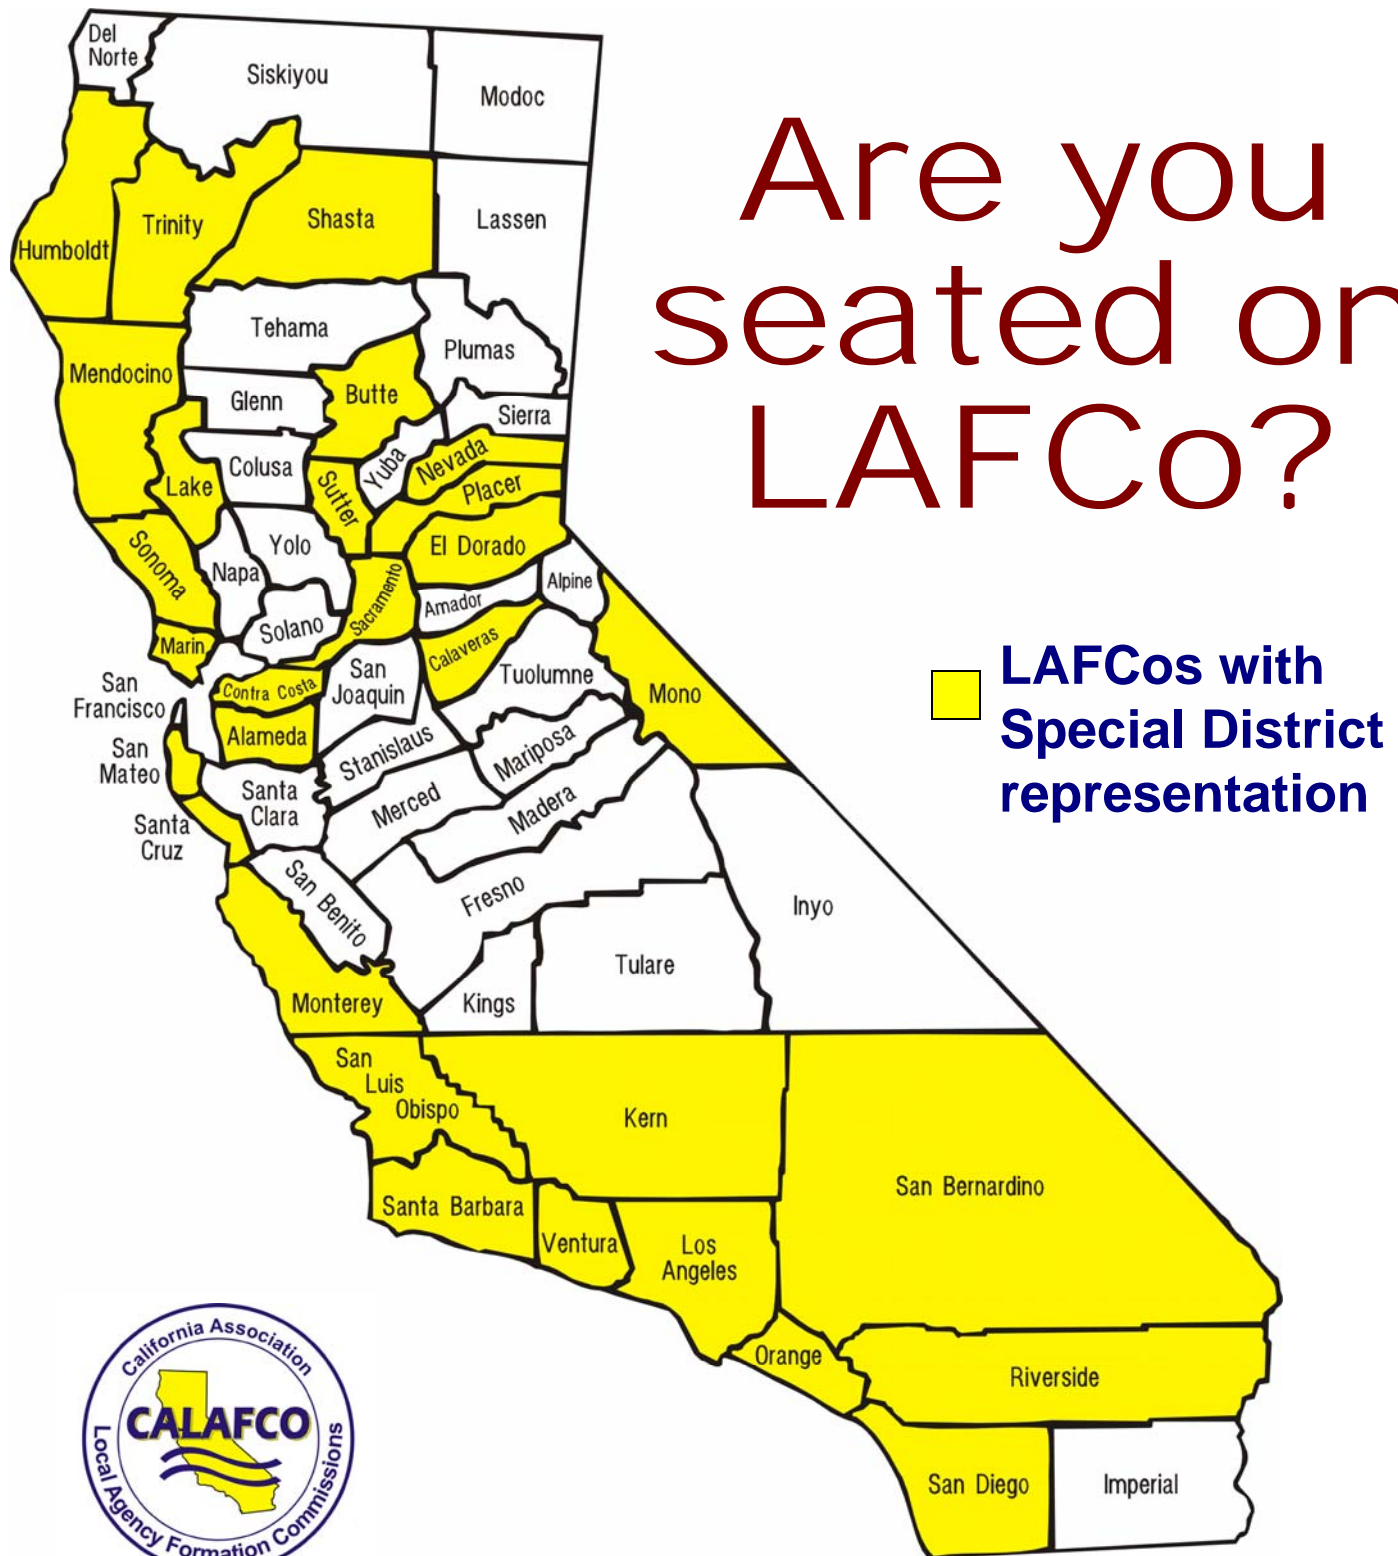 Del
Norte
Siskiyou
Modoc
Are you
seated on
LAFCo?
Humboldt
Trinity
Shasta
Lassen
Tehama
Plumas
Mendocino
Glenn
Butte
Sierra
Colusa
Yuba
Nevada
Lake
Sutter
Placer
Sonoma
Yolo
El Dorado
Napa
Sacramento
Alpine
Amador
Solano
Marin
Calaveras
San
Joaquin
Tuolumne
Contra Costa
Mono
San
Francisco
LAFCos with
Special District
representation
Alameda
San
Mateo
Stanislaus
Mariposa
Santa
Clara
Merced
Madera
Santa
Cruz
San Benito
Fresno
Inyo
Tulare
Monterey
Kings
San
Luis
Obispo
Kern
San Bernardino
Santa Barbara
Ventura
Los
Angeles
Orange
Riverside
San Diego
Imperial
California Association
CALAFCO
Local Agency Formation Commissions